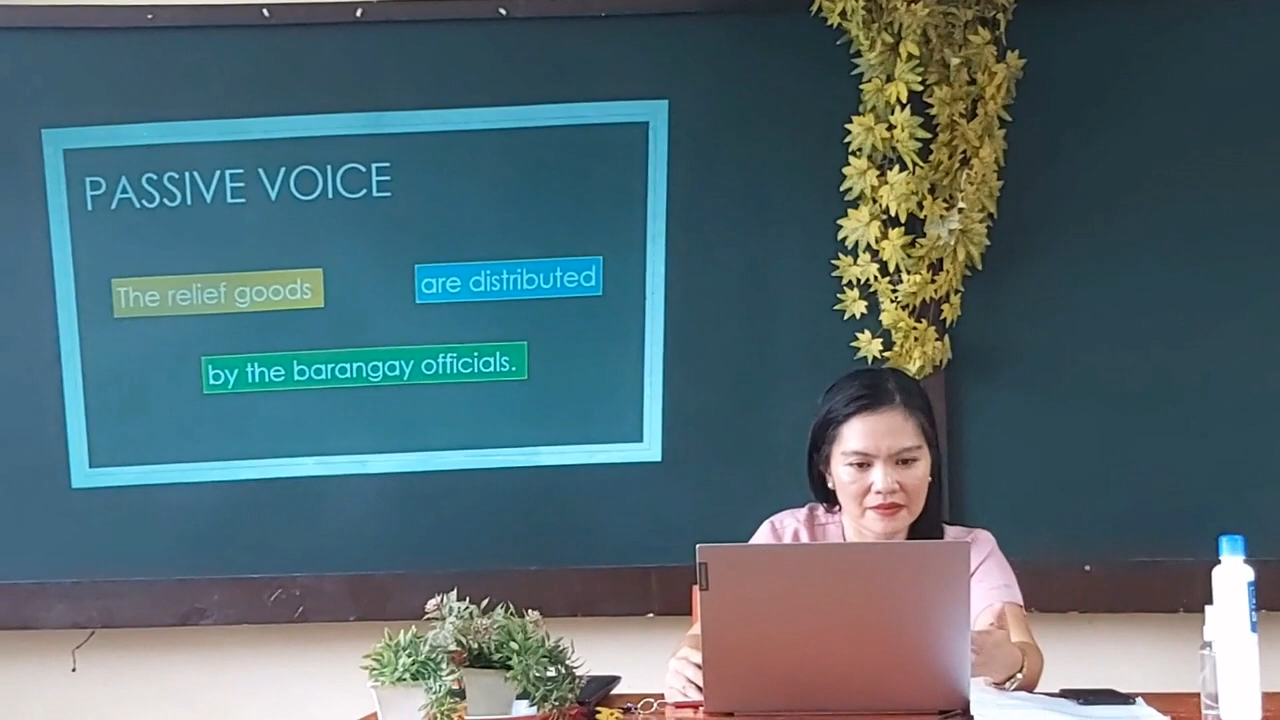 PASSIVE VOICE
The relief goods are distributed
by the barangay officials.